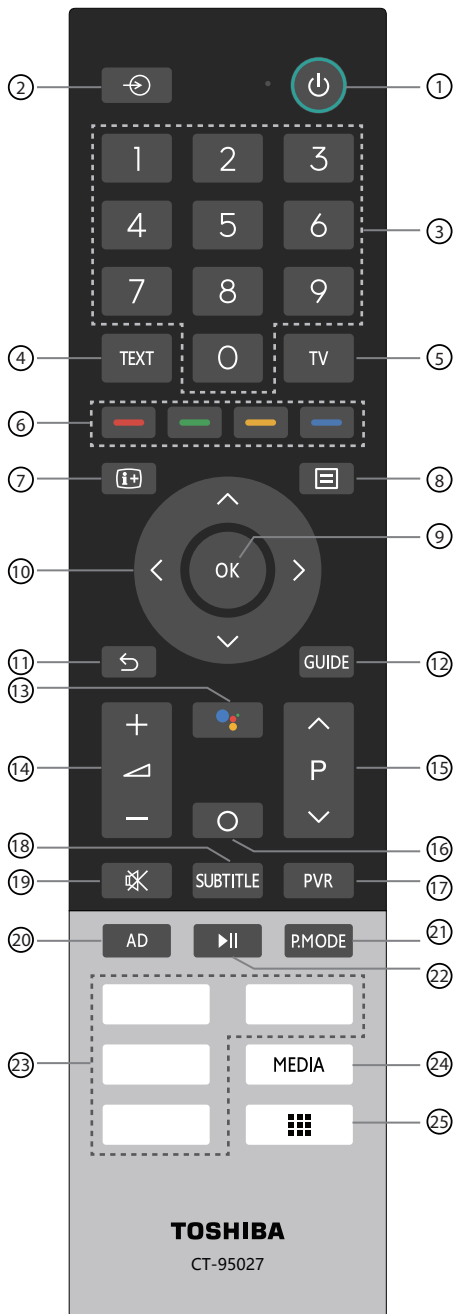 ② ①
1 2 3
③
4 5 6
7 8 9
④ TEXT 0 TV ⑤
⑥
⑦ i+ ⑧
⑨
⑩ OK
⑪ GUIDE ⑫
⑬
⑭ P ⑮
⑯
⑱
⑲ SUBTITLE PVR ⑰
⑳ AD P.MODE ㉑
㉒
㉓ MEDIA ㉔
㉕
TOSHIBA
CT-95027